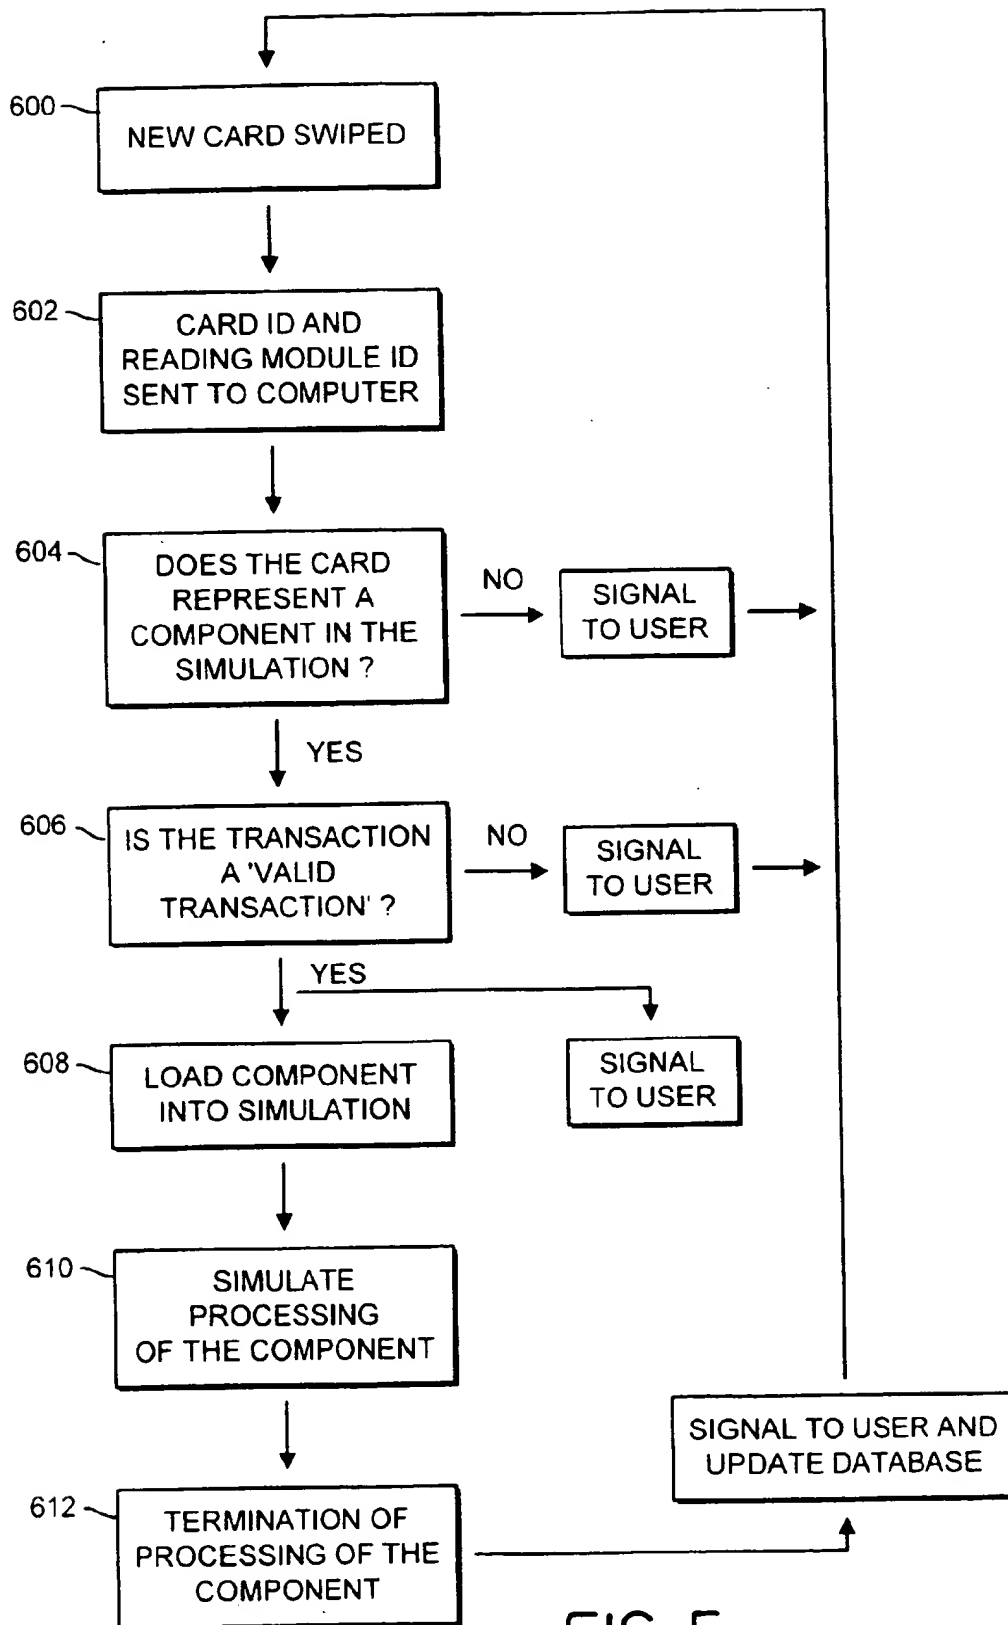 600
NEW CARD SWIPED
602
CARD ID AND
READING MODULE ID
SENT TO COMPUTER
604
DOES THE CARD
REPRESENT A
COMPONENT IN THE
SIMULATION ?
NO
SIGNAL
TO USER
YES
606
IS THE TRANSACTION
A 'VALID
TRANSACTION' ?
NO
SIGNAL
TO USER
YES
608
LOAD COMPONENT
INTO SIMULATION
SIGNAL
TO USER
610
SIMULATE
PROCESSING
OF THE COMPONENT
SIGNAL TO USER AND
UPDATE DATABASE
612
TERMINATION OF
PROCESSING OF THE
COMPONENT